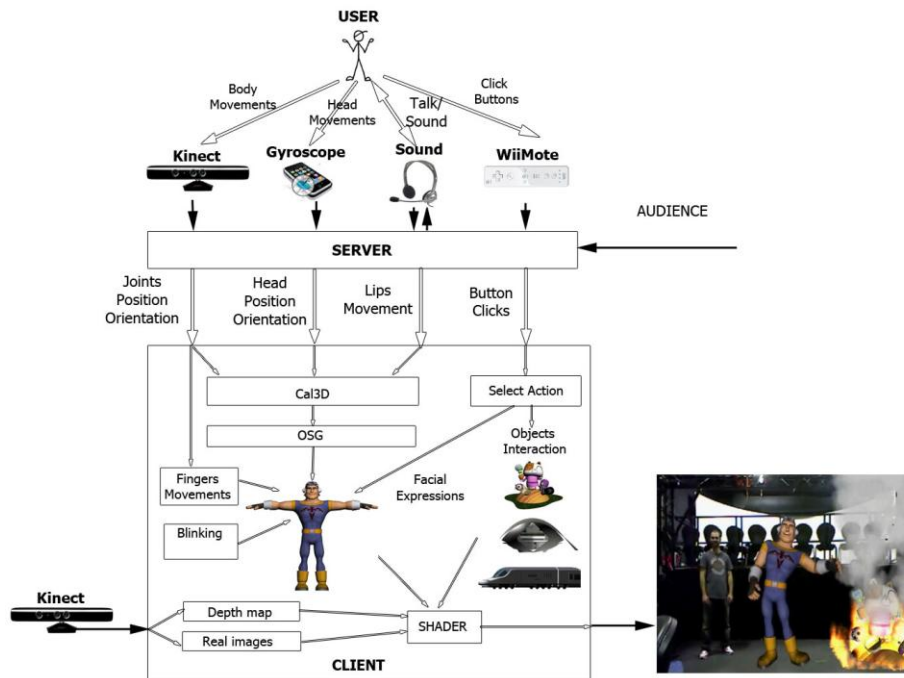 USER
Body
Movements
Head
Movements
Talk/
Sound
Click
Buttons
Kinect
Gyroscope
Sound
WiiMote
AUDIENCE
SERVER
Joints
Position
Orientation
Head
Position
Orientation
Lips
Movement
Button
Clicks
Cal3D
Select Action
OSG
Objects
Interaction
Fingers
Movements
Facial
Expressions
Blinking
Kinect
Depth map
Real images
SHADER
CLIENT